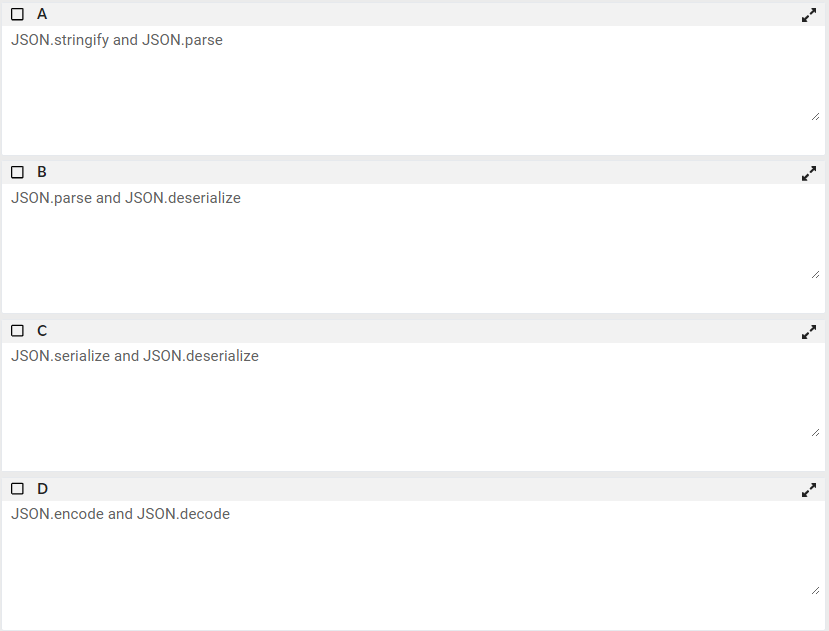 A
JSON.stringify and JSON.parse
B
JSON.parse and JSON.deserialize
C
JSON.serialize and JSON.deserialize
D
JSON.encode and JSON.decode